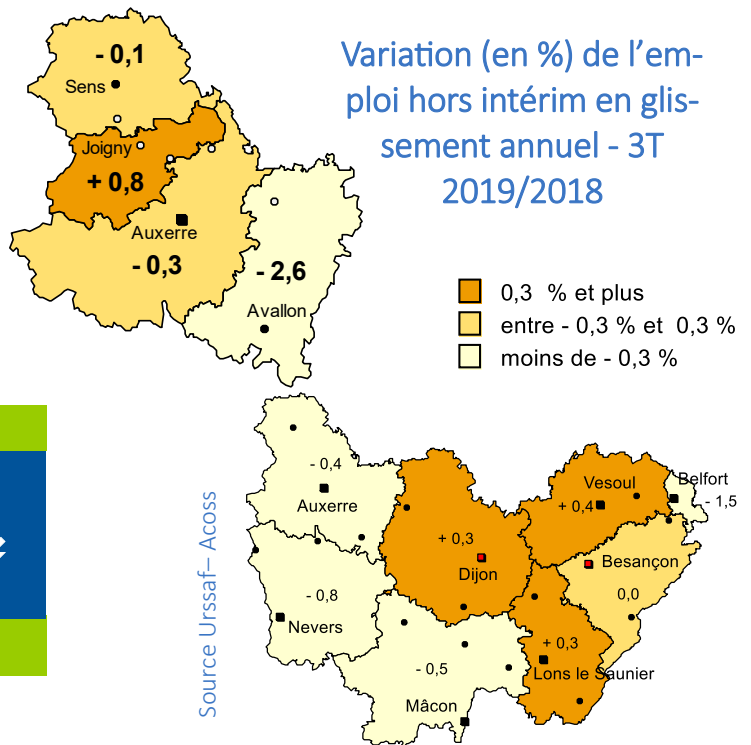 Variation (en %) de l’em-
ploi hors intérim en glis-
sement annuel - 3T
2019/2018
- 0,1
Sens
Joigny
+ 0,8
Auxerre
- 0,3
- 2,6
Avallon
0,3 % et plus
entre - 0,3 % et 0,3 %
moins de - 0,3 %
- 0,4
Auxerre
+ 0,3
Dijon
Vesoul
+ 0,4
Belfort
- 1,5
Besançon
0,0
- 0,8
Nevers
+ 0,3
Lons le Saunier
- 0,5
Mâcon
Source Urssaf– Acoss